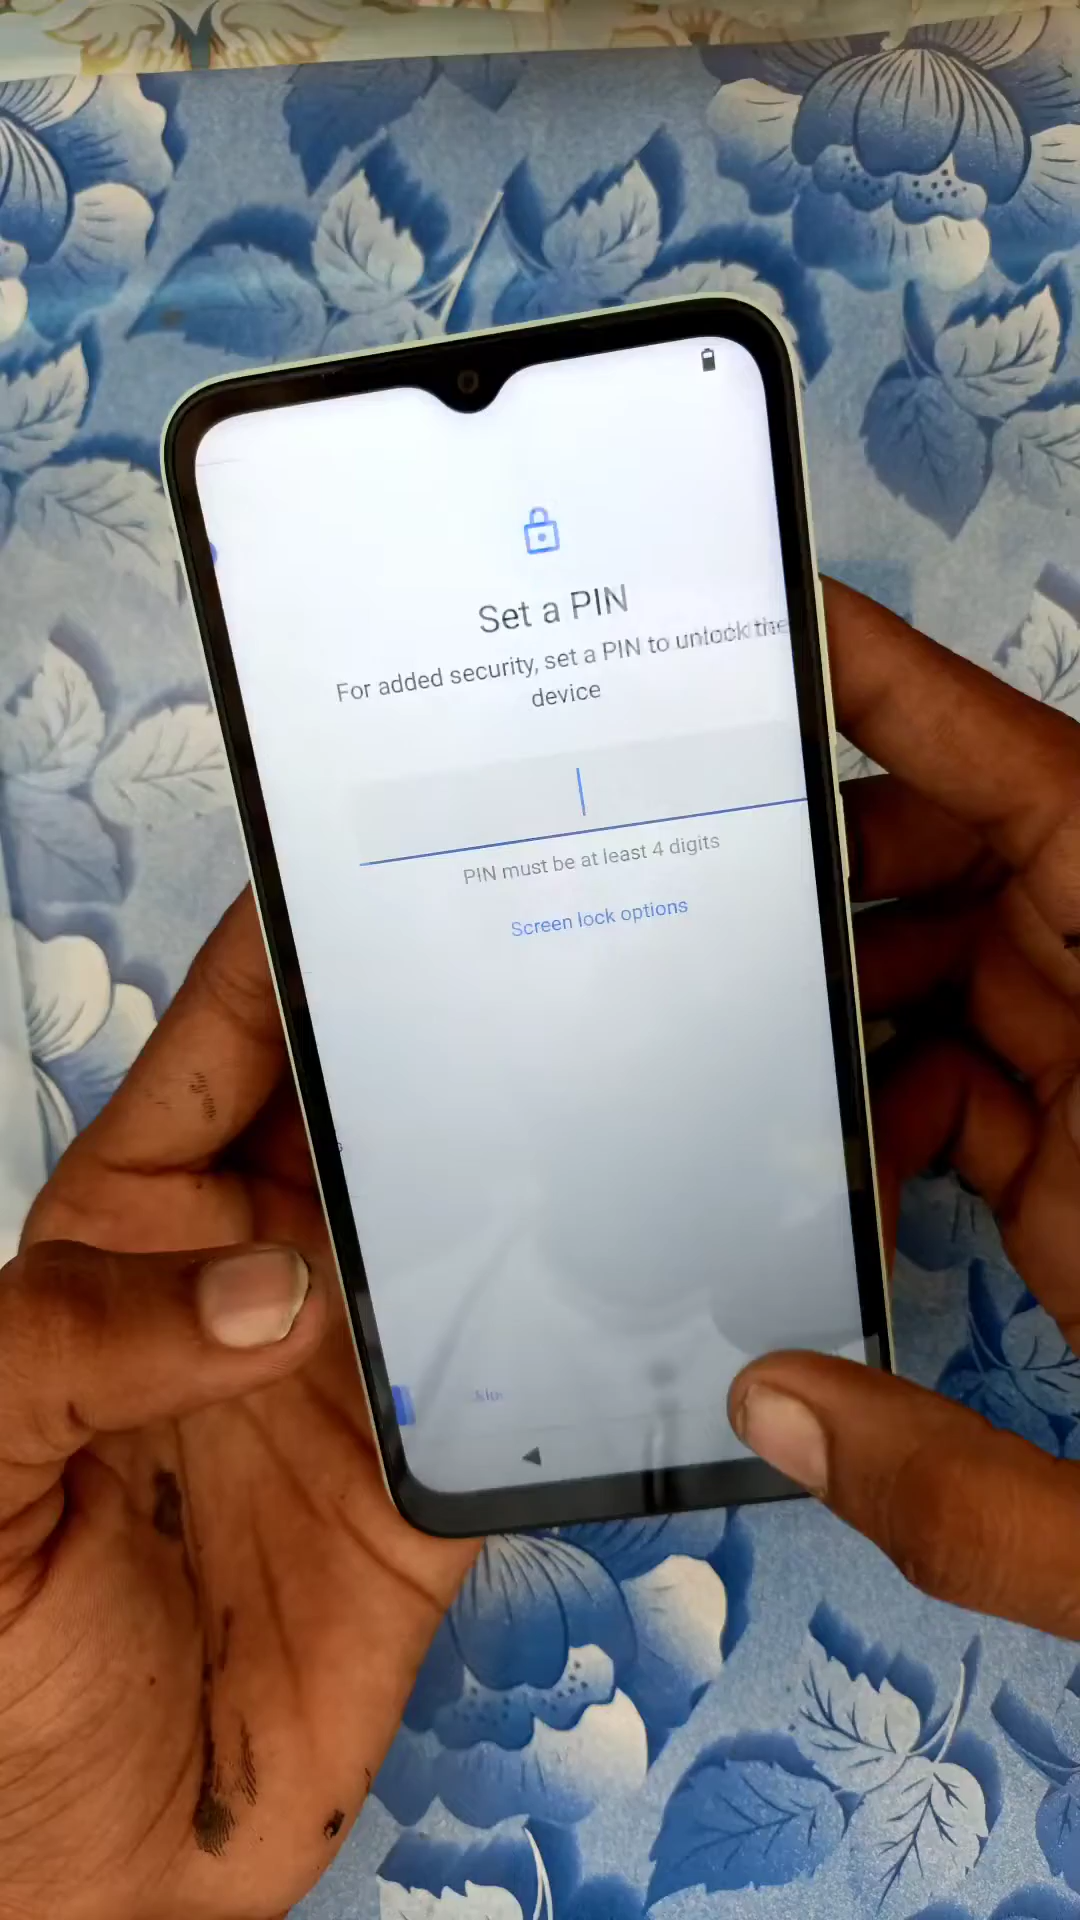 Set a PIN
For added security, set a PIN to unlock the
device
PIN must be at least 4 digits
Screen lock options